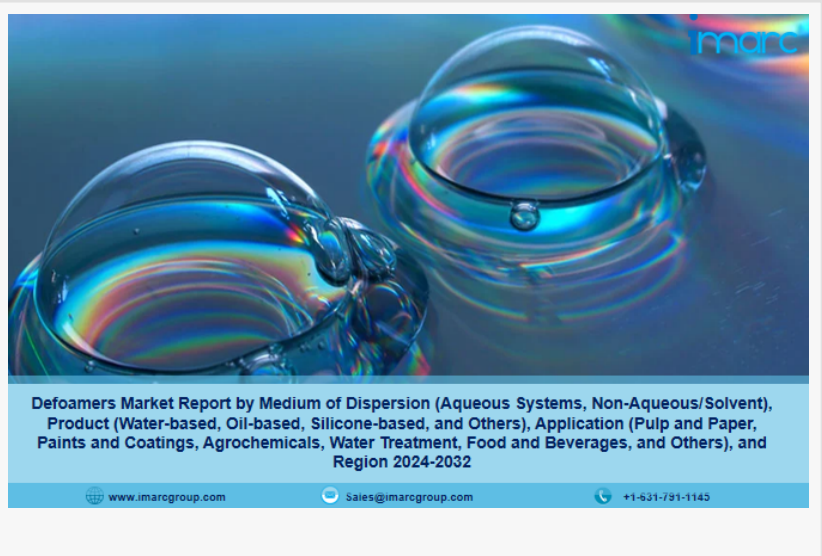 imarc
Defoamers Market Report by Medium of Dispersion (Aqueous Systems, Non-Aqueous/Solvent),
Product (Water-based, Oil-based, Silicone-based, and Others), Application (Pulp and Paper,
Paints and Coatings, Agrochemicals, Water Treatment, Food and Beverages, and Others), and
Region 2024-2032
www.imarcgroup.com Sales@imarcgroup.com +1-631-791-1145